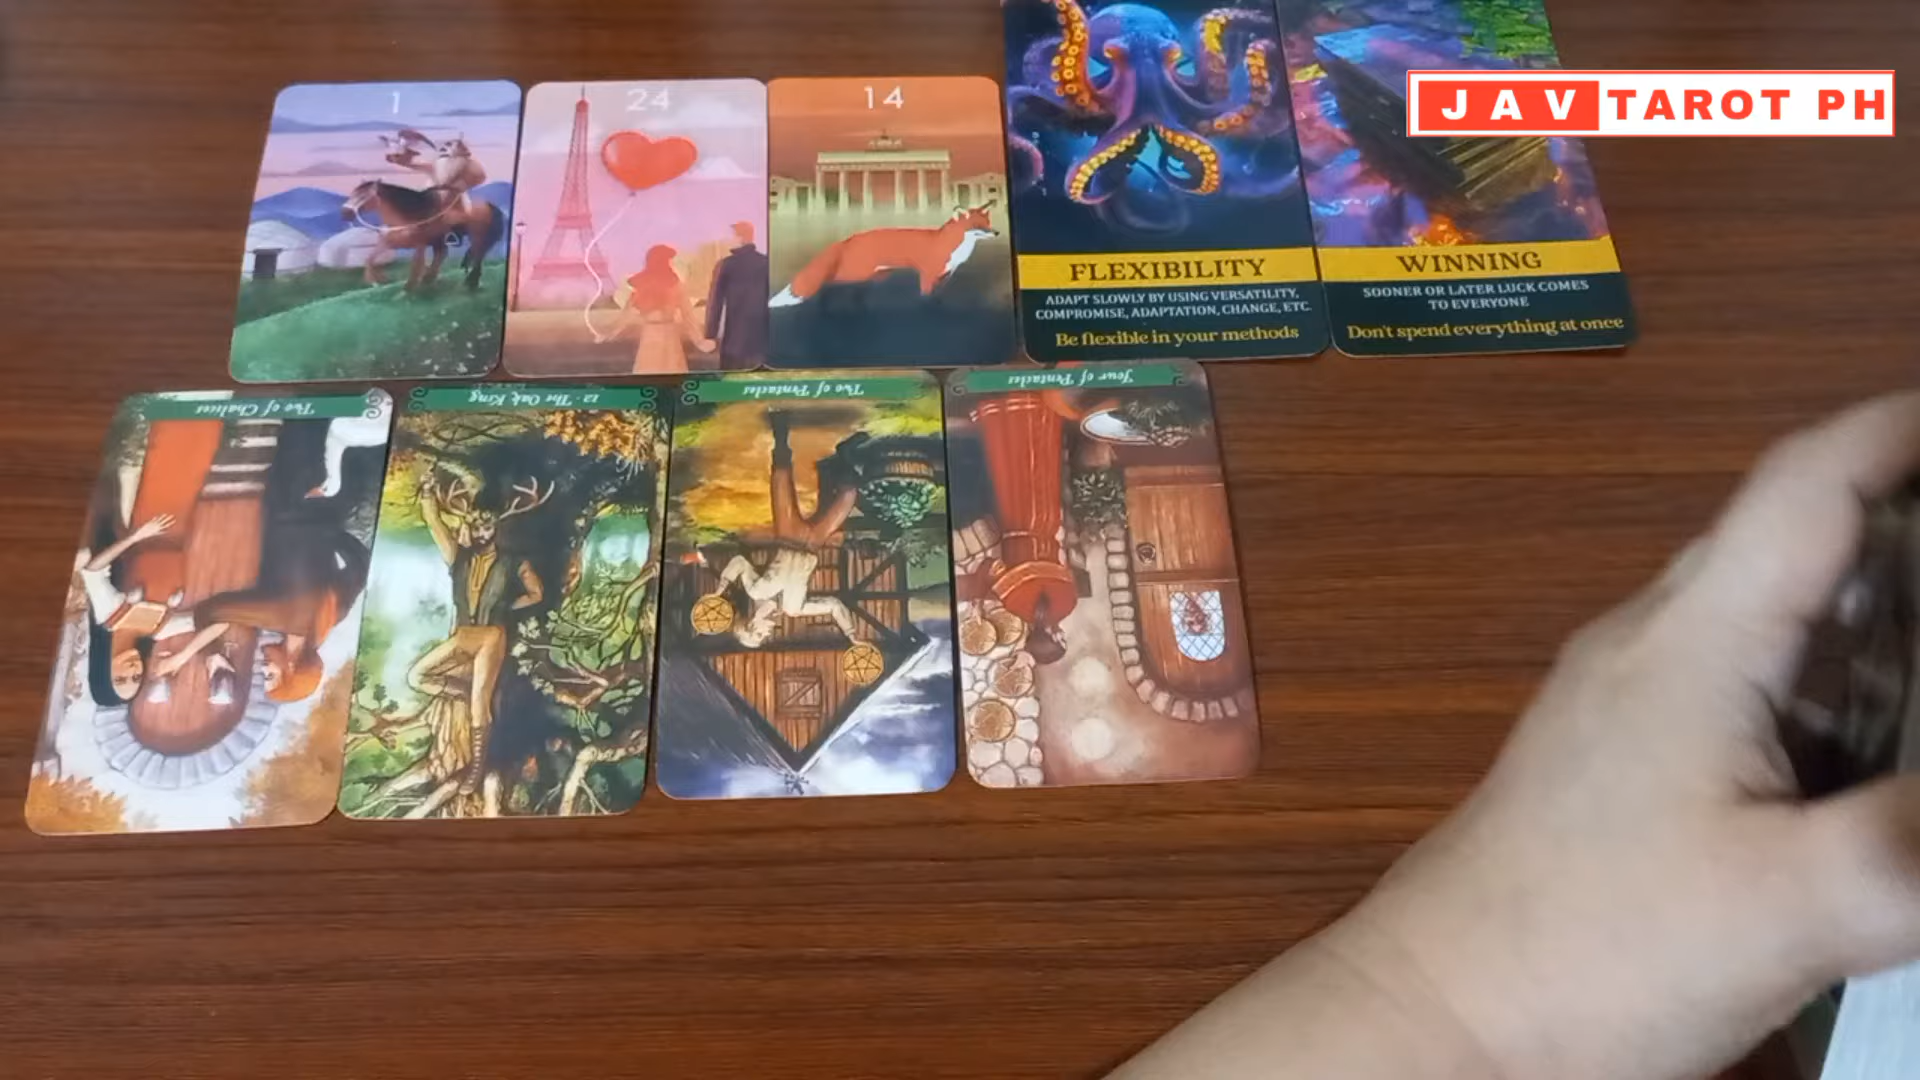 1
24
14
JAV TAROT PH
FLEXIBILITY
ADAPT SLOWLY BY USING VERSATILITY,
COMPROMISE, ADAPTATION, CHANGE, ETC.
Be flexible in your methods
WINNING
SOONER OR LATER LUCK COMES
TO EVERYONE
Don't spend everything at once
Two of Chalices
12 · The Oak King
Two of Pentacles
Four of Pentacles